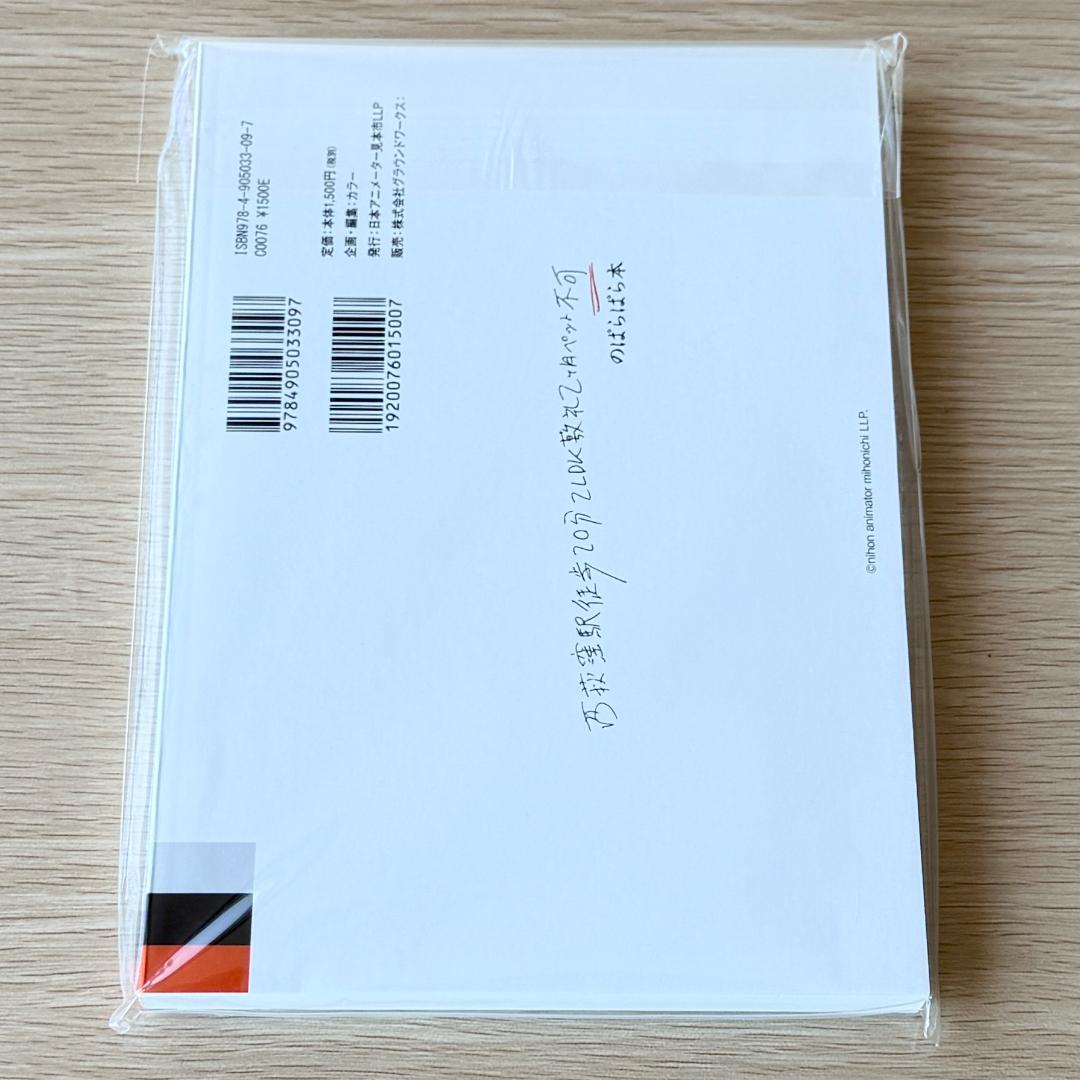 ISBN978-4-905033-09-7
C0076 ¥1500E
定価：本体1,500円（税別）
企画・編集：カラー
発行：日本アニメーター見本市LLP
販売：株式会社グラウンドワークス：
9784905033097
1920076015007
西荻窪駅徒歩20分2LDK敷礼2ヶ月ペット不可
のぱらぱら本
©nihon animator mihonichi LLP.